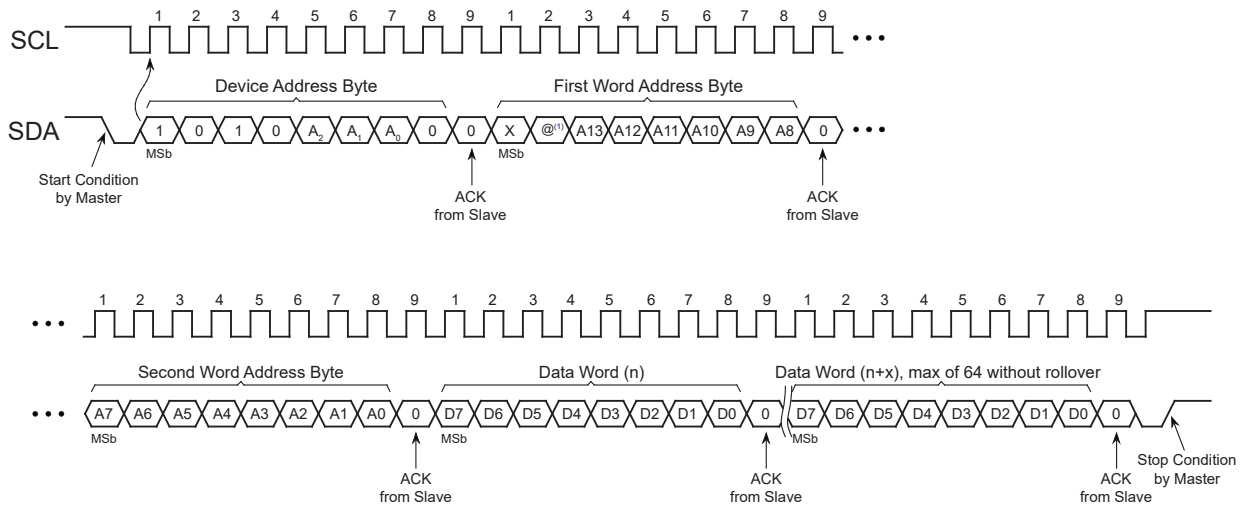 1 2 3 4 5 6 7 8 9 1 2 3 4 5 6 7 8 9
SCL
Device Address Byte First Word Address Byte
SDA 1 0 1 0 A2 A1 A0 0 0 X @(1) A13 A12 A11 A10 A9 A8 0
MSb MSb
Start Condition
by Master
ACK
from Slave
ACK
from Slave
1 2 3 4 5 6 7 8 9 1 2 3 4 5 6 7 8 9 1 2 3 4 5 6 7 8 9
Second Word Address Byte Data Word (n) Data Word (n+x), max of 64 without rollover
A7 A6 A5 A4 A3 A2 A1 A0 0 D7 D6 D5 D4 D3 D2 D1 D0 0 D7 D6 D5 D4 D3 D2 D1 D0 0
MSb MSb MSb
ACK
from Slave
ACK
from Slave
ACK
from Slave
Stop Condition
by Master